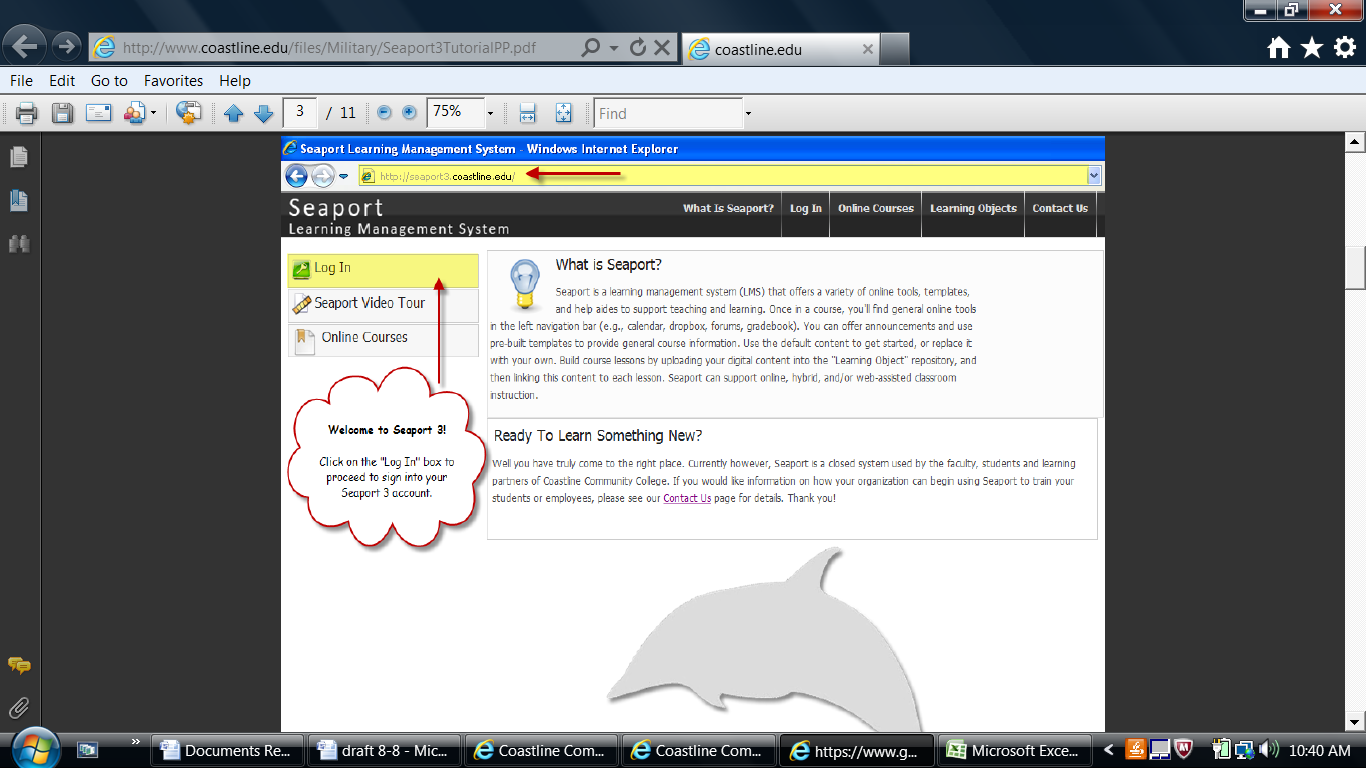 http://www.coastline.edu/files/Military/Seaport3TutorialPP.pdf
coastline.edu
File Edit Go to Favorites Help
3 / 11 75% Find
Seaport Learning Management System - Windows Internet Explorer
http://seaport3.coastline.edu/
Seaport
Learning Management System
What Is Seaport? Log In Online Courses Learning Objects Contact Us
Log In
Seaport Video Tour
Online Courses
Welcome to Seaport 3!
Click on the "Log In" box to
proceed to sign into your
Seaport 3 account.
What is Seaport?
Seaport is a learning management system (LMS) that offers a variety of online tools, templates,
and help aides to support teaching and learning. Once in a course, you'll find general online tools
in the left navigation bar (e.g., calendar, dropbox, forums, gradebook). You can offer announcements and use
pre-built templates to provide general course information. Use the default content to get started, or replace it
with your own. Build course lessons by uploading your digital content into the "Learning Object" repository, and
then linking this content to each lesson. Seaport can support online, hybrid, and/or web-assisted classroom
instruction.
Ready To Learn Something New?
Well you have truly come to the right place. Currently however, Seaport is a closed system used by the faculty, students and learning
partners of Coastline Community College. If you would like information on how your organization can begin using Seaport to train your
students or employees, please see our Contact Us page for details. Thank you!
Documents Re... draft 8-8 - Mic... Coastline Com... Coastline Com... https://www.g... Microsoft Exce... 10:40 AM